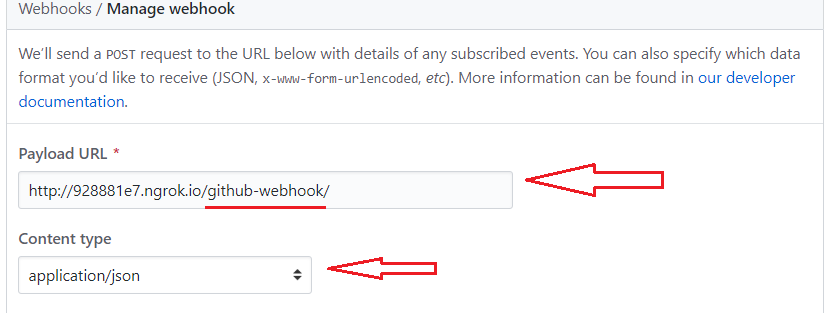 Webhooks / Manage webhook
We'll send a POST request to the URL below with details of any subscribed events. You can also specify which data
format you'd like to receive (JSON, x-www-form-urlencoded, etc). More information can be found in our developer
documentation.
Payload URL *
http://928881e7.ngrok.io/github-webhook/
Content type
application/json